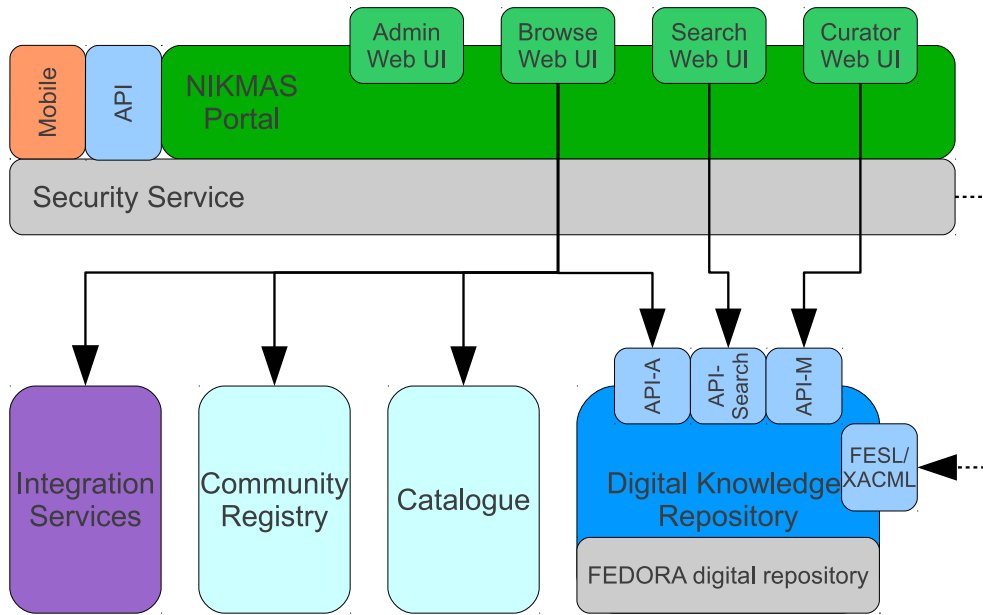 Admin
Web UI
Browse
Web UI
Search
Web UI
Curator
Web UI
Mobile
API
NIKMAS
Portal
Security Service
API-A
API-
Search
API-M
FESL/
XACML
Integration
Services
Community
Registry
Catalogue
Digital Knowledge
Repository
FEDORA digital repository